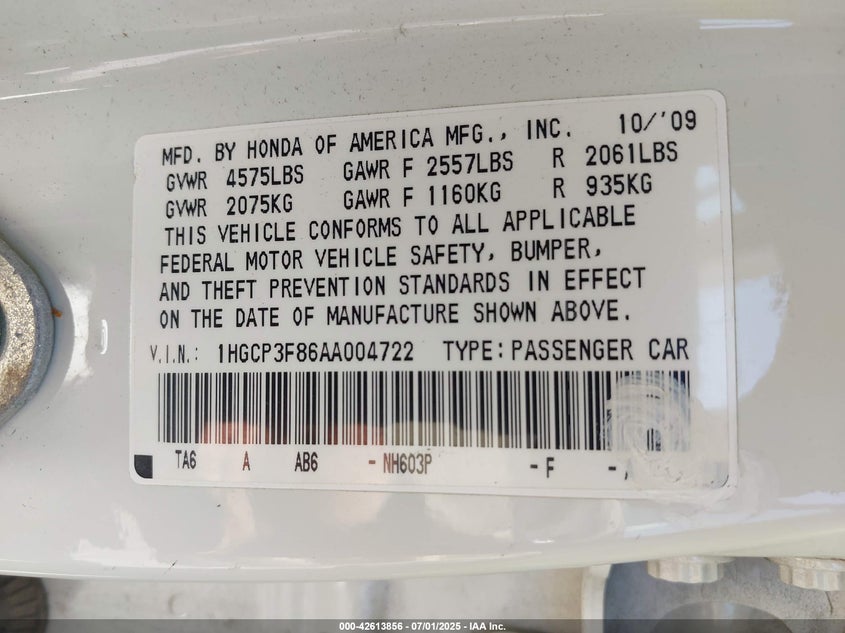 MFD. BY HONDA OF AMERICA MFG., INC. 10/'09
GVWR 4575LBS GAWR F 2557LBS R 2061LBS
GVWR 2075KG GAWR F 1160KG R 935KG
THIS VEHICLE CONFORMS TO ALL APPLICABLE
FEDERAL MOTOR VEHICLE SAFETY, BUMPER,
AND THEFT PREVENTION STANDARDS IN EFFECT
ON THE DATE OF MANUFACTURE SHOWN ABOVE.
V.I.N.: 1HGCP3F86AA004722 TYPE: PASSENGER CAR
TA6 A AB6 - NH603P - F -
000-42613856 - 07/01/2025 - IAA Inc.